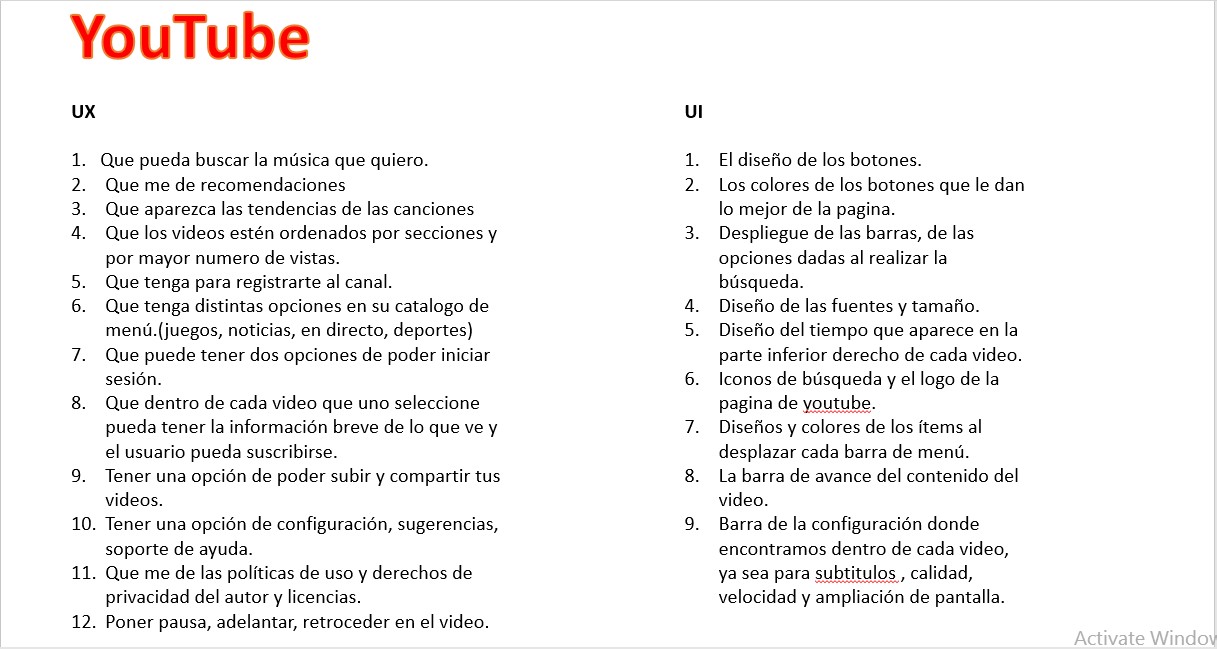 YouTube
UX
1. Que pueda buscar la música que quiero.
2. Que me de recomendaciones
3. Que aparezca las tendencias de las canciones
4. Que los videos estén ordenados por secciones y
por mayor numero de vistas.
5. Que tenga para registrarte al canal.
6. Que tenga distintas opciones en su catalogo de
menú.(juegos, noticias, en directo, deportes)
7. Que puede tener dos opciones de poder iniciar
sesión.
8. Que dentro de cada video que uno seleccione
pueda tener la información breve de lo que ve y
el usuario pueda suscribirse.
9. Tener una opción de poder subir y compartir tus
videos.
10. Tener una opción de configuración, sugerencias,
soporte de ayuda.
11. Que me de las políticas de uso y derechos de
privacidad del autor y licencias.
12. Poner pausa, adelantar, retroceder en el video.
UI
1. El diseño de los botones.
2. Los colores de los botones que le dan
lo mejor de la pagina.
3. Despliegue de las barras, de las
opciones dadas al realizar la
búsqueda.
4. Diseño de las fuentes y tamaño.
5. Diseño del tiempo que aparece en la
parte inferior derecho de cada video.
6. Iconos de búsqueda y el logo de la
pagina de youtube.
7. Diseños y colores de los ítems al
desplazar cada barra de menú.
8. La barra de avance del contenido del
video.
9. Barra de la configuración donde
encontramos dentro de cada video,
ya sea para subtitulos , calidad,
velocidad y ampliación de pantalla.
Activate Window